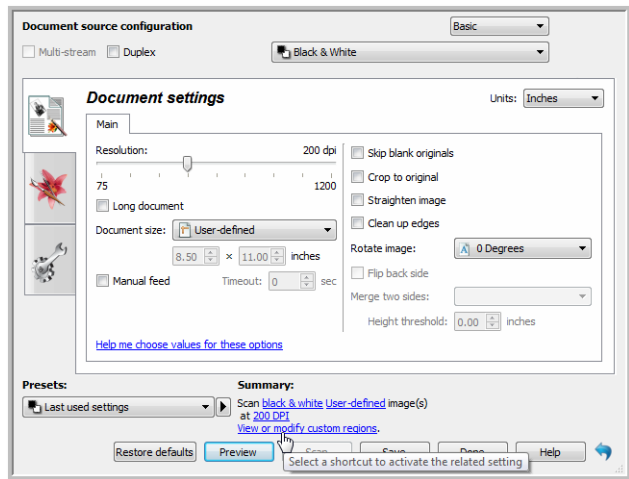 Document source configuration
Basic
Multi-stream
Duplex
Black & White
Document settings
Units: Inches
Main
Resolution: 200 dpi
75 1200
Long document
Document size: User-defined
8.50 × 11.00 inches
Manual feed Timeout: 0 sec
Help me choose values for these options
Skip blank originals
Crop to original
Straighten image
Clean up edges
Rotate image: 0 Degrees
Flip back side
Merge two sides:
Height threshold: 0.00 inches
Presets:
Last used settings
Summary:
Scan black & white User-defined image(s)
at 200 DPI
View or modify custom regions.
Restore defaults Preview Scan Save Done Help
Select a shortcut to activate the related setting